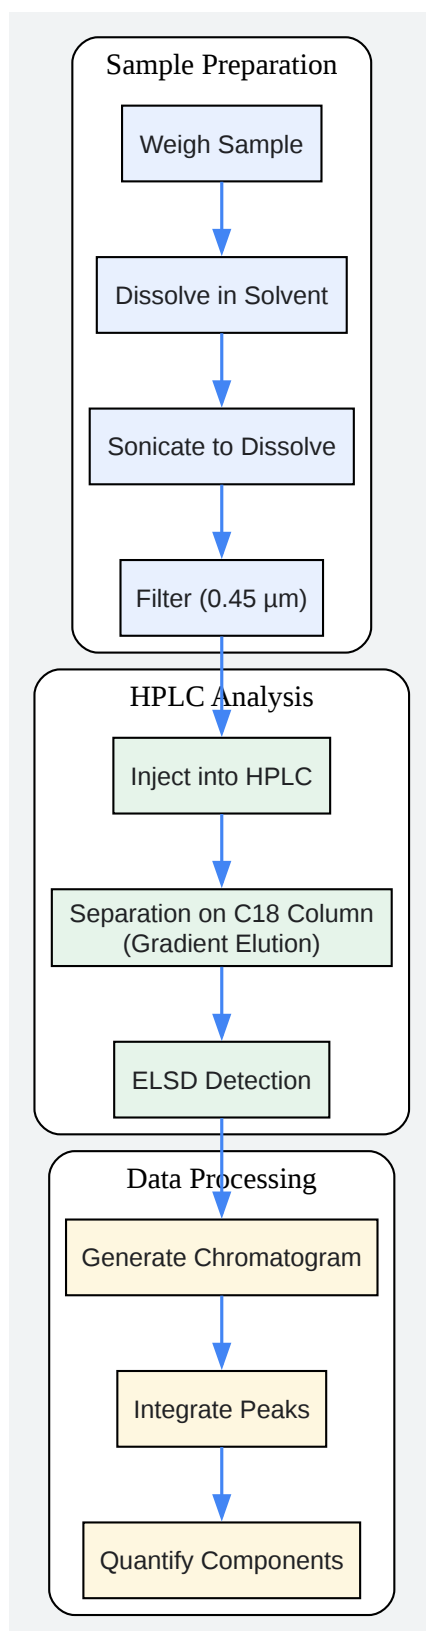 Sample Preparation
Weigh Sample
Dissolve in Solvent
Sonicate to Dissolve
Filter (0.45 µm)
HPLC Analysis
Inject into HPLC
Separation on C18 Column
(Gradient Elution)
ELSD Detection
Data Processing
Generate Chromatogram
Integrate Peaks
Quantify Components